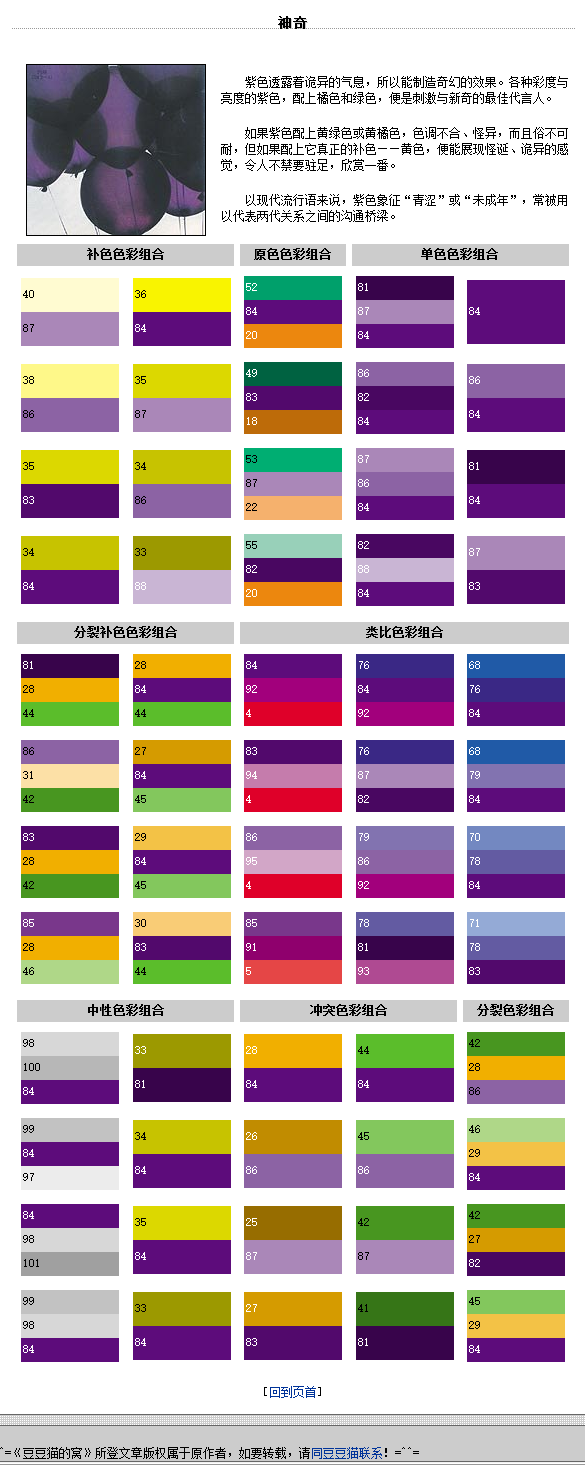 神奇
紫色透露着诡异的气息，所以能制造奇幻的效果。各种彩度与
亮度的紫色，配上橘色和绿色，便是刺激与新奇的最佳代言人。
如果紫色配上黄绿色或黄橘色，色调不合、怪异，而且俗不可
耐，但如果配上它真正的补色－－黄色，便能展现怪诞、诡异的感
觉，令人不禁要驻足，欣赏一番。
以现代流行语来说，紫色象征“青涩”或“未成年”，常被用
以代表两代关系之间的沟通桥梁。
补色色彩组合 原色色彩组合 单色色彩组合
40 36 52 81 84
87 84 84 87
20 84
38 35 49 86 86
86 87 83 82 84
18 84
35 34 53 87 81
83 86 87 86 84
22 84
34 33 55 82 87
84 88 82 88 83
20 84
分裂补色色彩组合 类比色色彩组合
81 28 84 76 68
28 84 92 84 76
44 44 4 92 84
86 27 83 76 68
31 84 94 87 79
42 45 4 82 84
83 29 86 79 70
28 84 95 86 78
42 45 4 92 84
85 30 85 78 71
28 83 91 81 78
46 44 5 93 83
中性色彩组合 冲突色彩组合 分裂色彩组合
98 33 28 44 42
100 81 84 84 28
84 86
99 34 26 45 46
84 84 86 86 29
97 84
84 35 25 42 42
98 84 87 87 27
101 82
99 33 27 41 45
98 84 83 81 29
84 84
[回到页首]
^=《豆豆猫的窝》所登文章版权属于原作者，如要转载，请同豆豆猫联系！=^^=